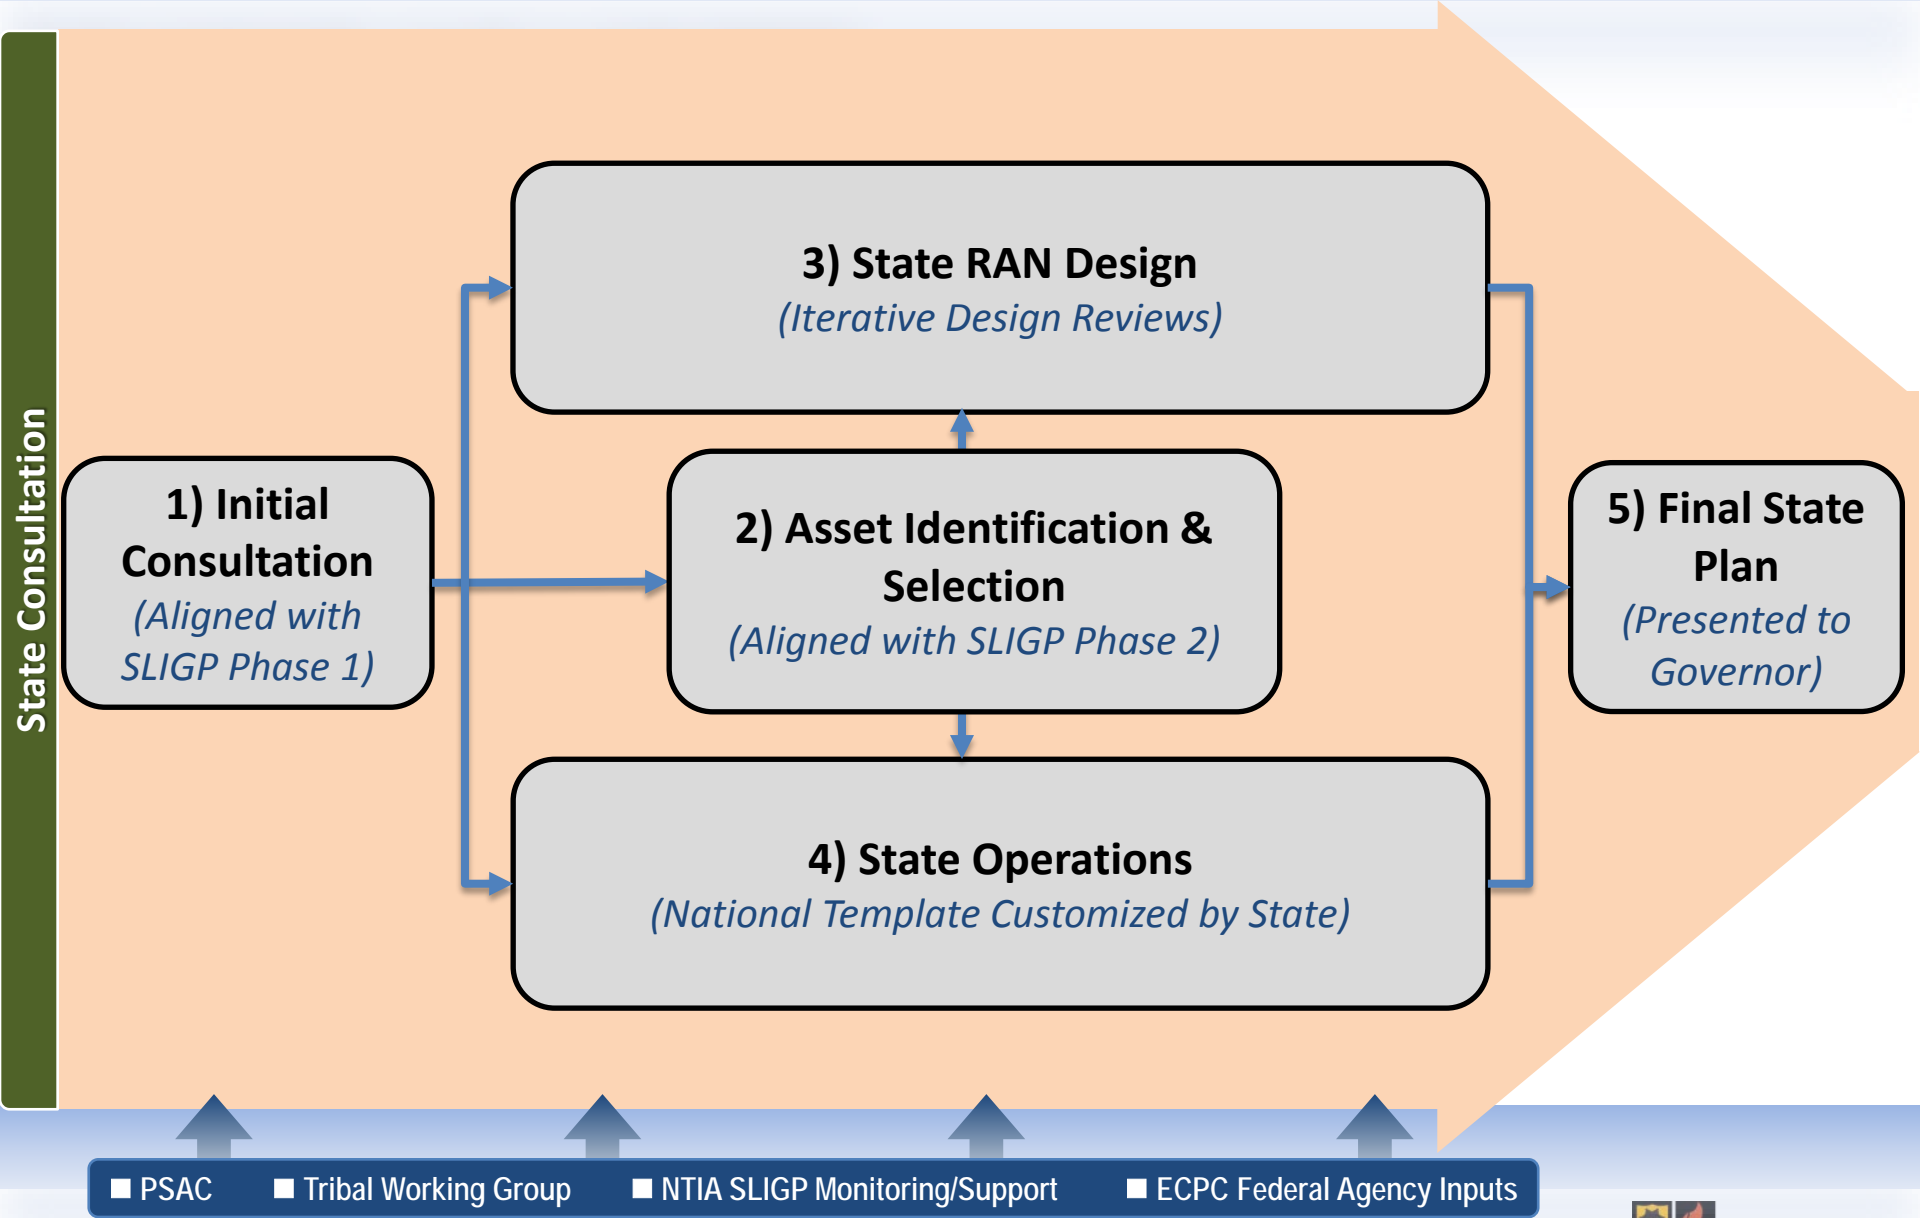 State Consultation
3) State RAN Design
(Iterative Design Reviews)
1) Initial
Consultation
(Aligned with
SLIGP Phase 1)
2) Asset Identification &
Selection
(Aligned with SLIGP Phase 2)
5) Final State
Plan
(Presented to
Governor)
4) State Operations
(National Template Customized by State)
■ PSAC ■ Tribal Working Group ■ NTIA SLIGP Monitoring/Support ■ ECPC Federal Agency Inputs